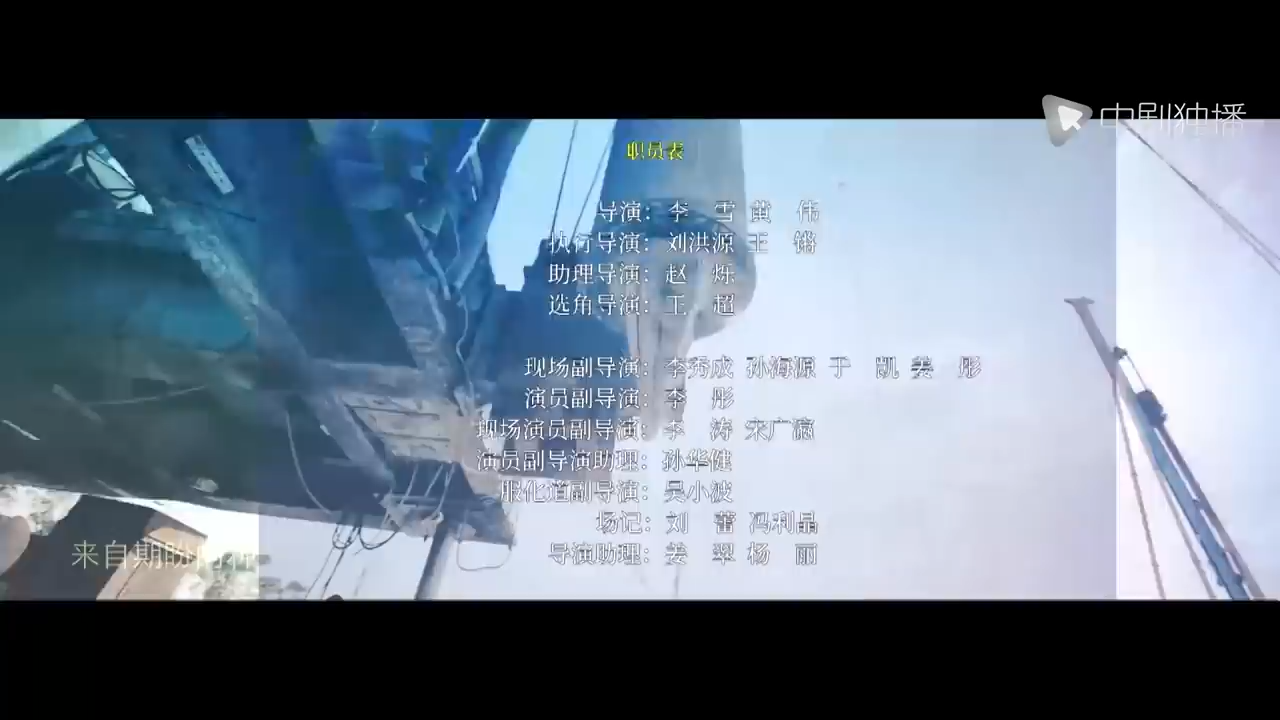 中剧独播
职员表
导演：李　雪 黄　伟
执行导演：刘洪源 王　锵
助理导演：赵　烁
选角导演：王　超
现场副导演：李秀成 孙海源 于　凯 姜　彤
演员副导演：李　彤
现场演员副导演：李　涛 宋广瀛
演员副导演助理：孙华健
服化道副导演：吴小波
场记：刘　蕾 冯利晶
导演助理：姜　翠 杨　丽
来自期盼